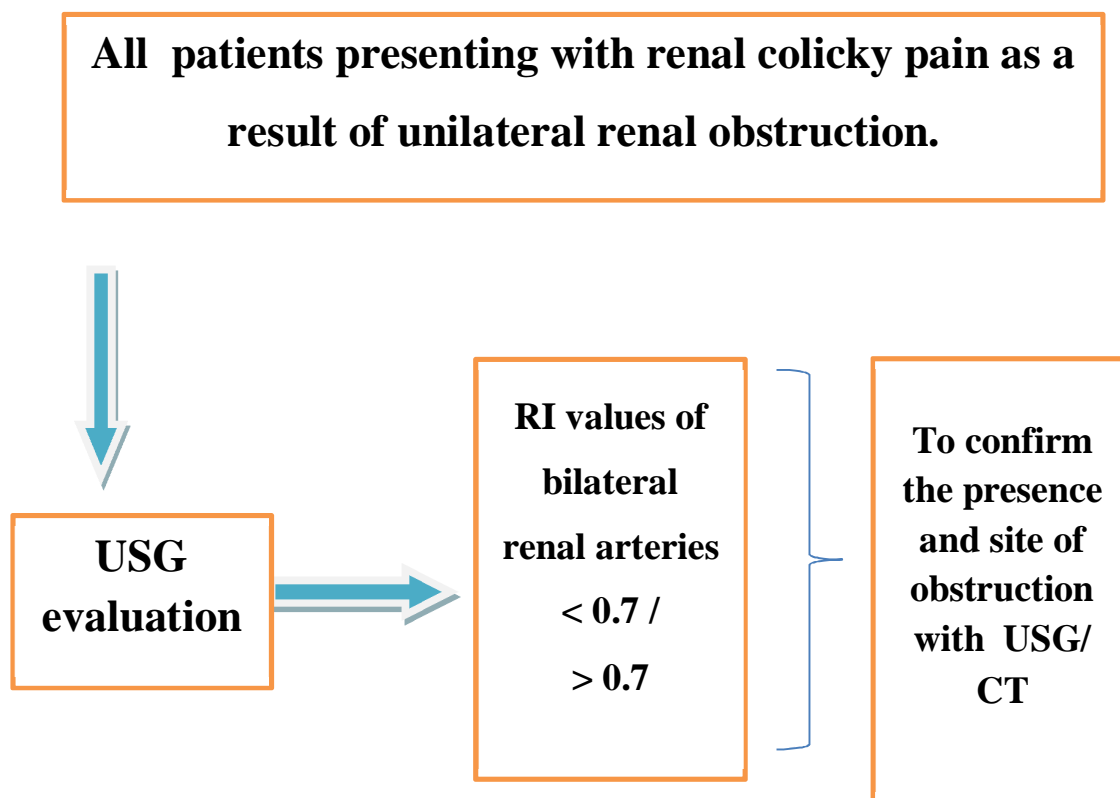 All patients presenting with renal colicky pain as a
result of unilateral renal obstruction.
USG
evaluation
RI values of
bilateral
renal arteries
< 0.7 /
> 0.7
To confirm
the presence
and site of
obstruction
with USG/
CT